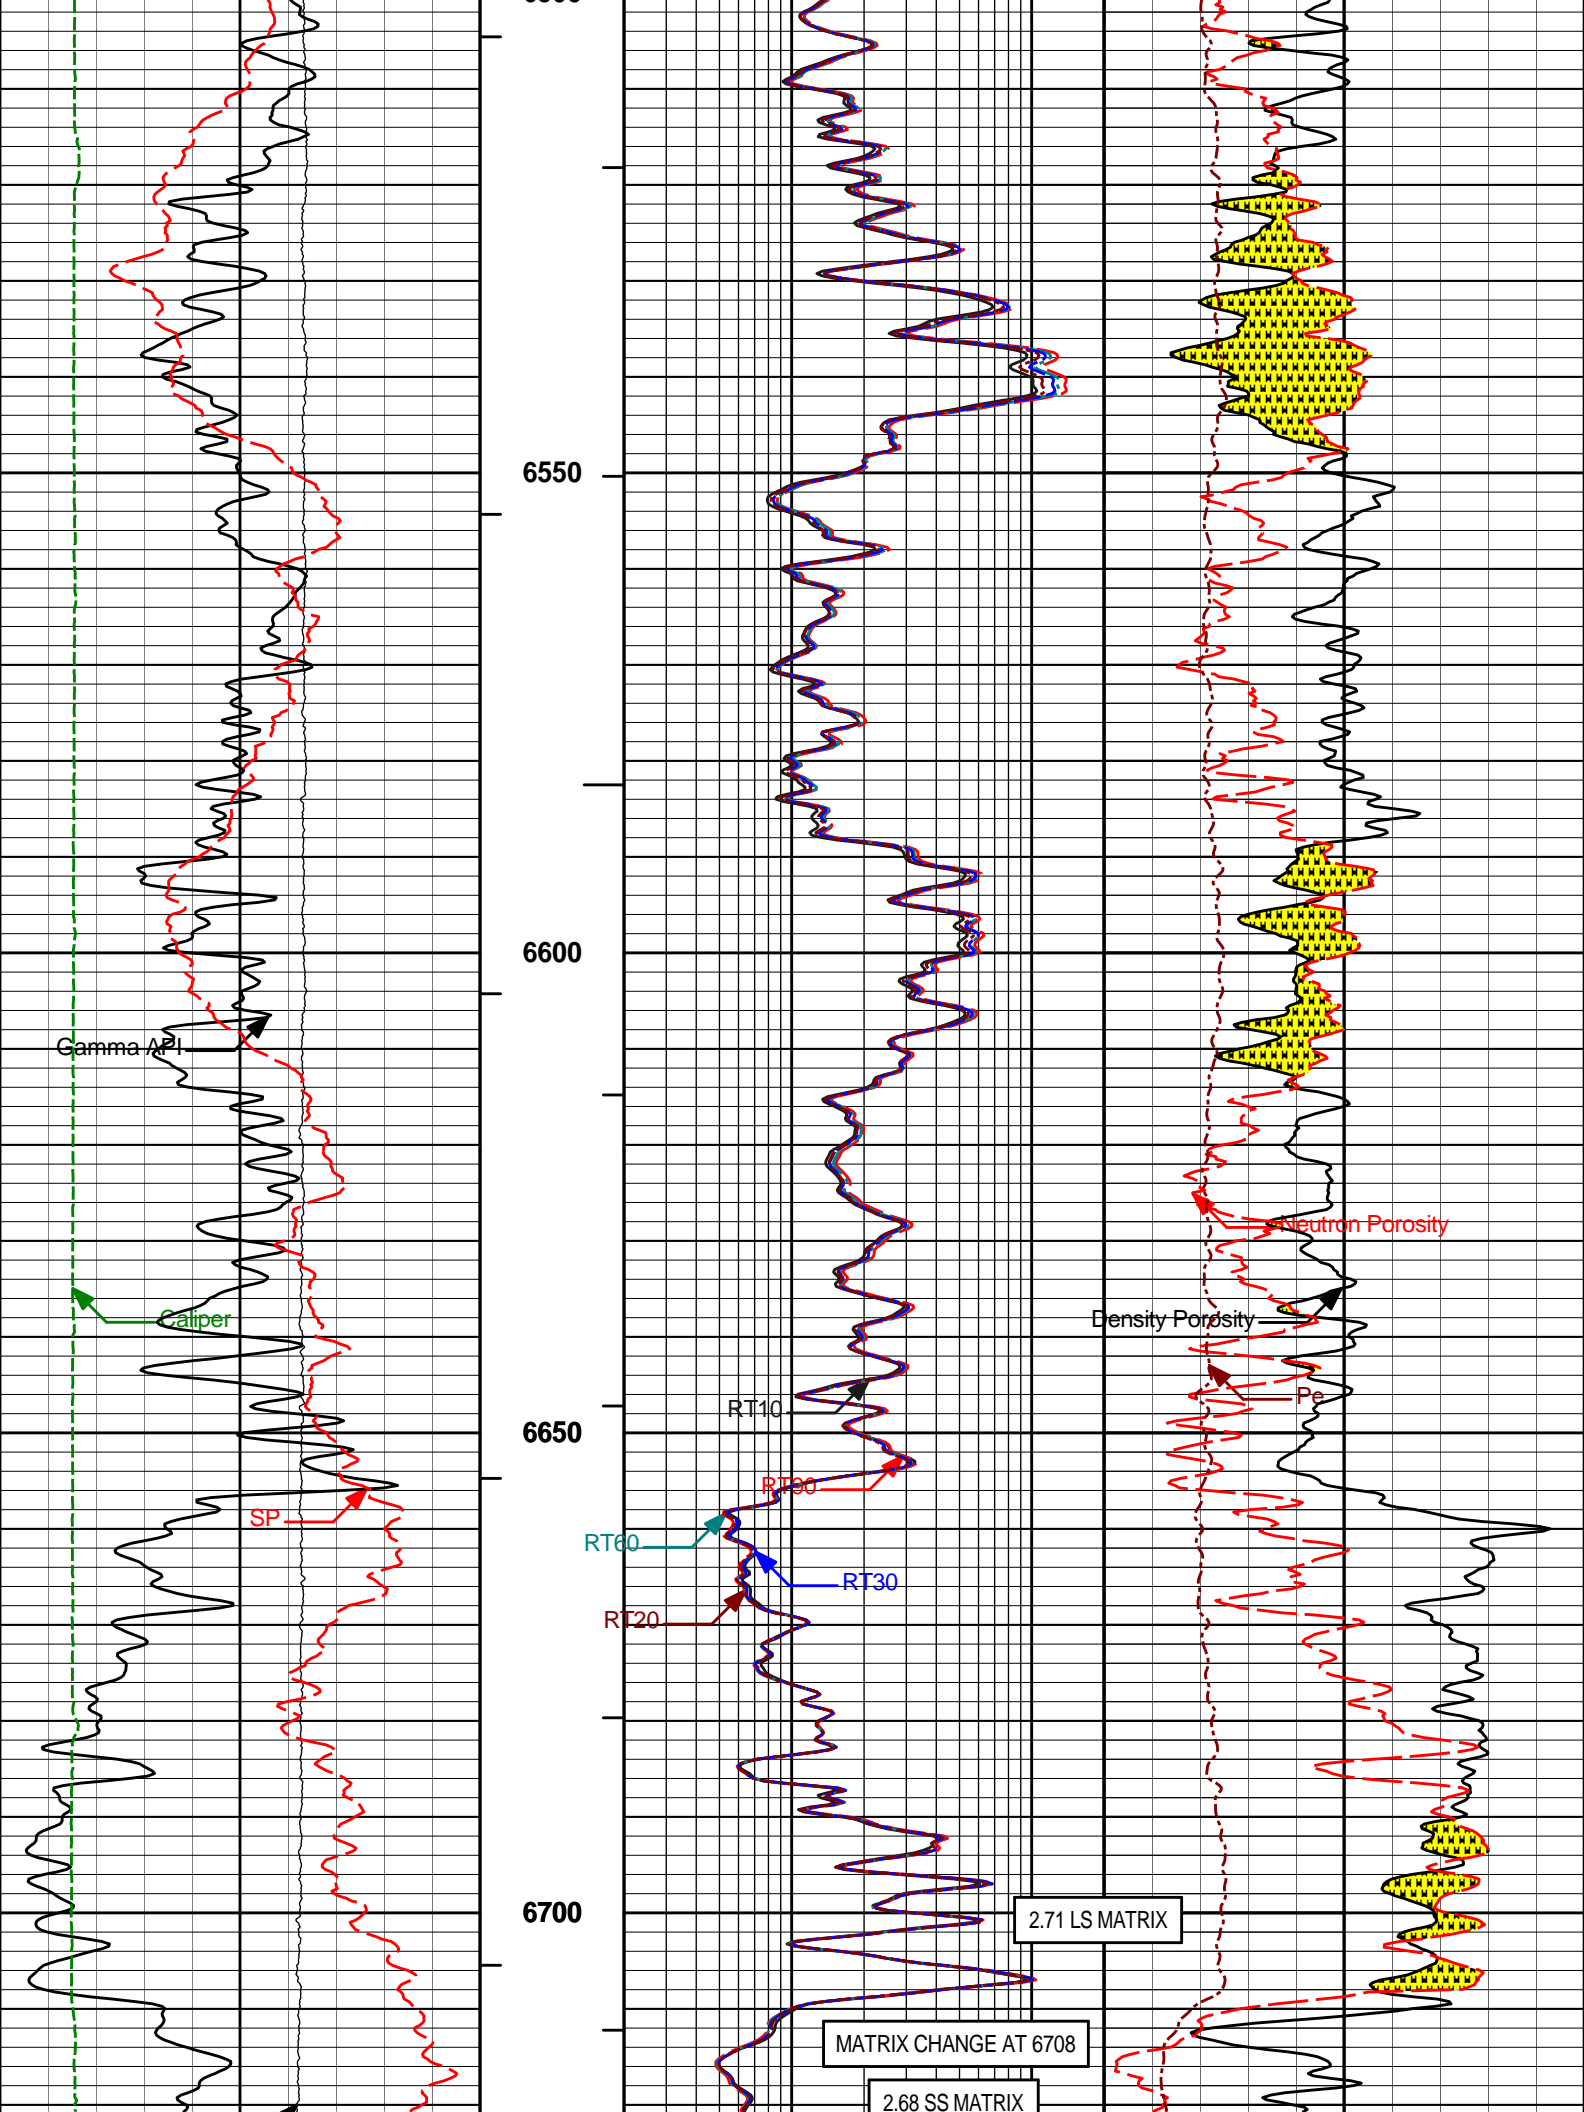 6550
6600
Gamma API
Neutron Porosity
Caliper
Density Porosity
Pe
RT10
6650
RT90
SP
RT60
RT30
RT20
6700
2.71 LS MATRIX
MATRIX CHANGE AT 6708
2.68 SS MATRIX